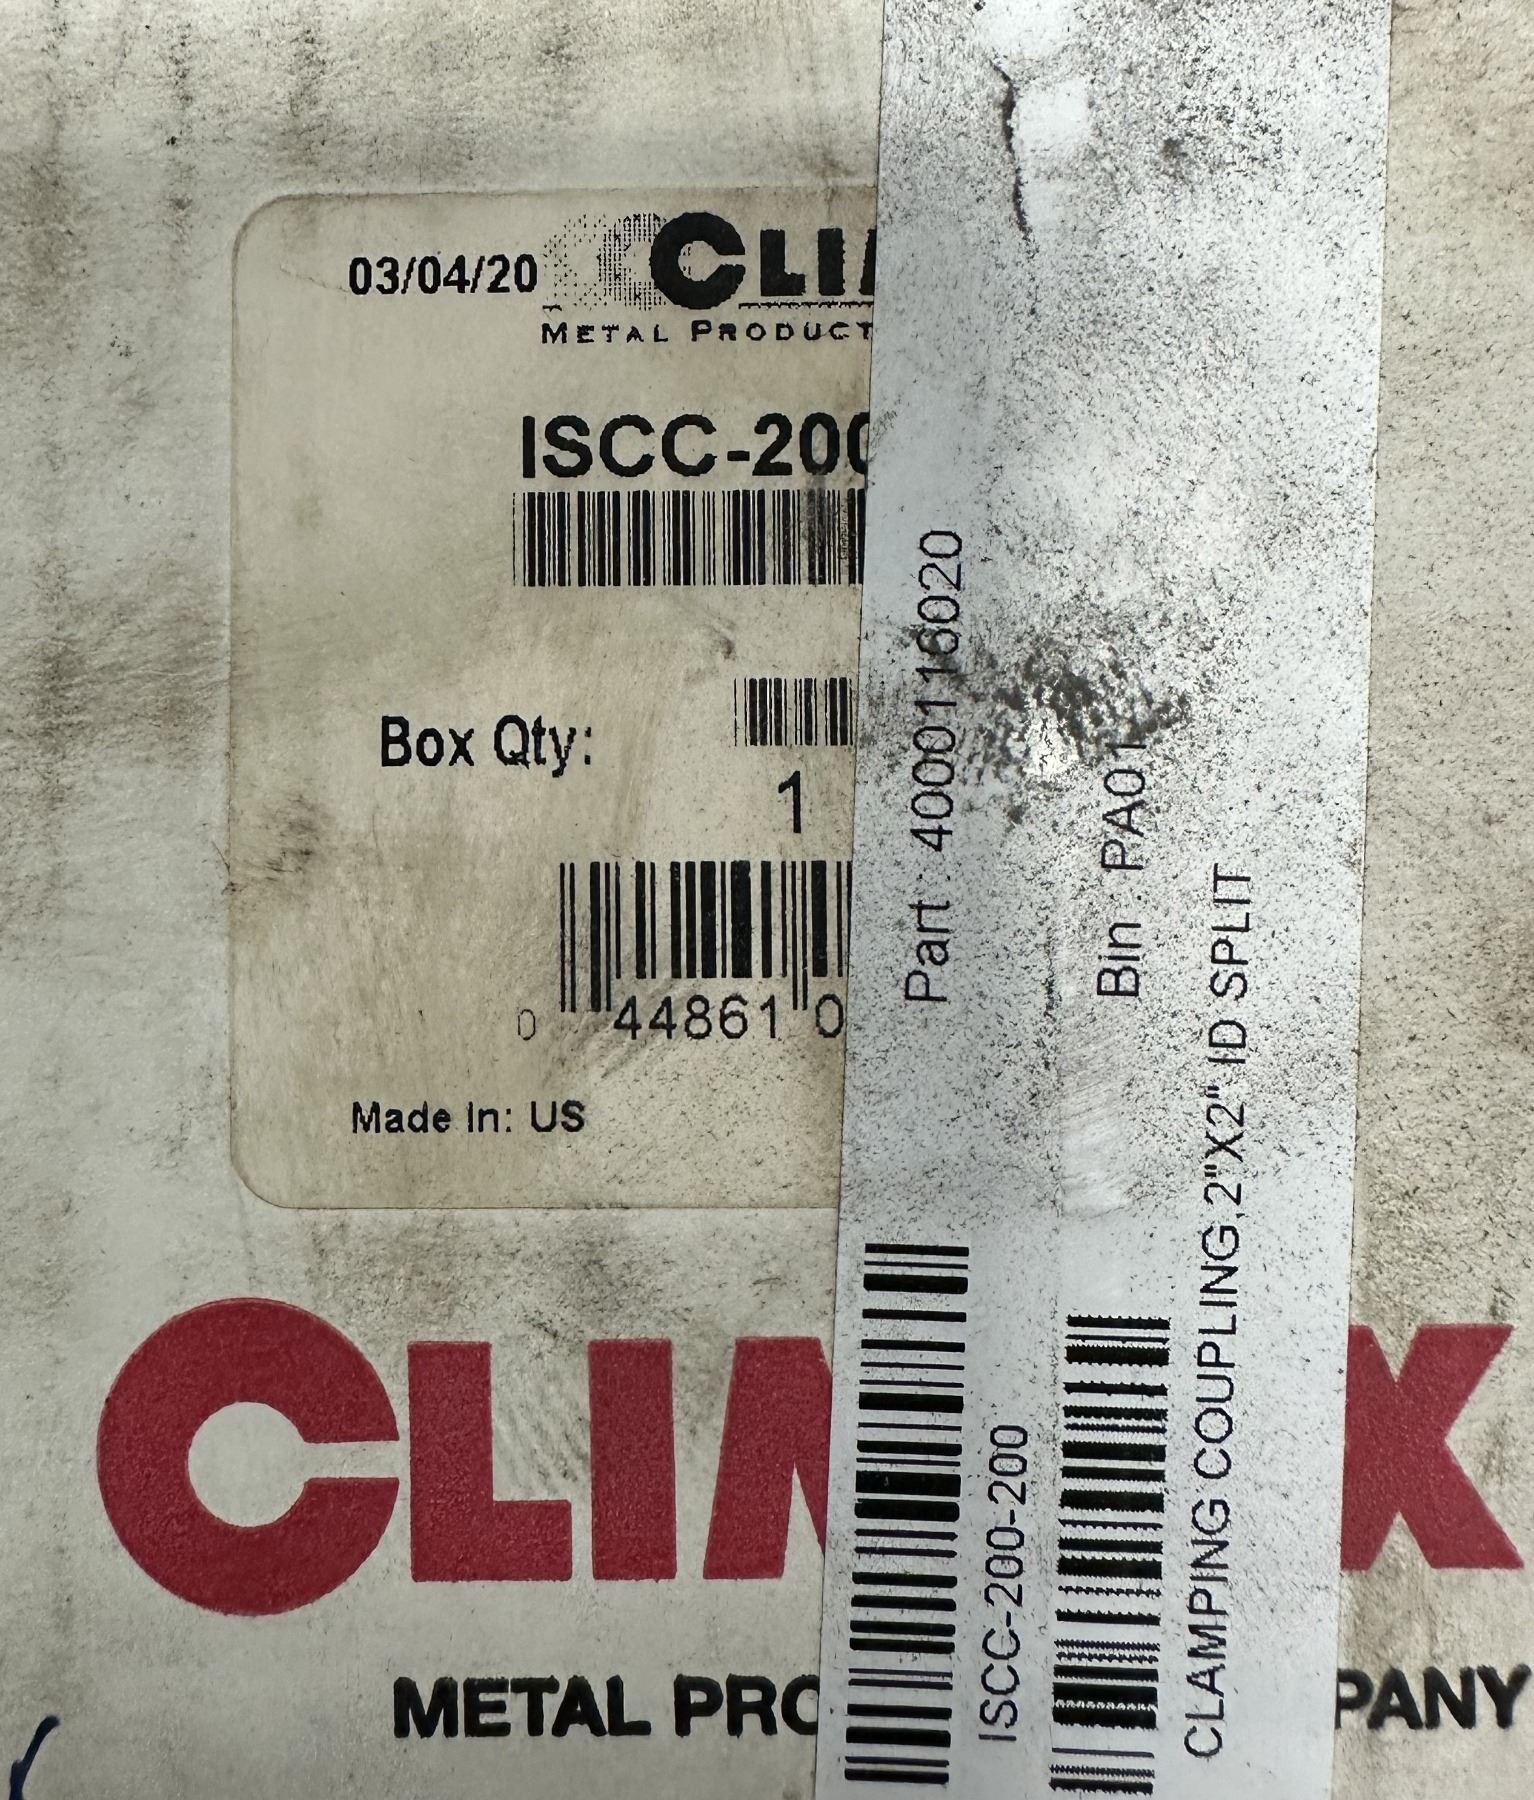 03/04/20
CLI
METAL PRODUCT
ISCC-200
Box Qty:
1
0 44861 0
Made In: US
CLIM X
METAL PRO PANY
Part : 4000116020
Bin : PA01
ISCC-200-200
CLAMPING COUPLING,2"X2" ID SPLIT